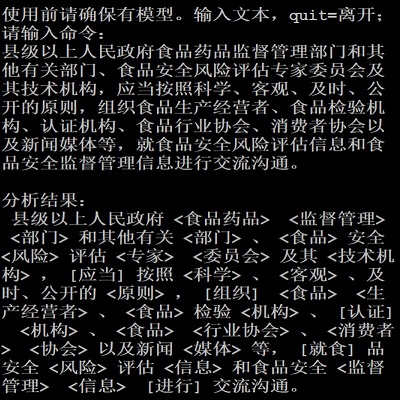 使用前请确保有模型。输入文本，quit=离开；
请输入命令：
县级以上人民政府食品药品监督管理部门和其
他有关部门、食品安全风险评估专家委员会及
其技术机构，应当按照科学、客观、及时、公
开的原则，组织食品生产经营者、食品检验机
构、认证机构、食品行业协会、消费者协会以
及新闻媒体等，就食品安全风险评估信息和食
品安全监督管理信息进行交流沟通。
分析结果：
县级以上人民政府 <食品药品> <监督管理>
<部门> 和其他有关 <部门> 、 <食品> 安全
<风险> 评估 <专家> <委员会> 及其 <技术机
构> ， [应当] 按照 <科学> 、 <客观> 、及
时、公开的 <原则> ， [组织] <食品> <生
产经营者> 、 <食品> 检验 <机构> 、 [认证]
<机构> 、 <食品> <行业协会> 、 <消费者
> <协会> 以及新闻 <媒体> 等， [就食] 品
安全 <风险> 评估 <信息> 和食品安全 <监督
管理> <信息> [进行] 交流沟通。